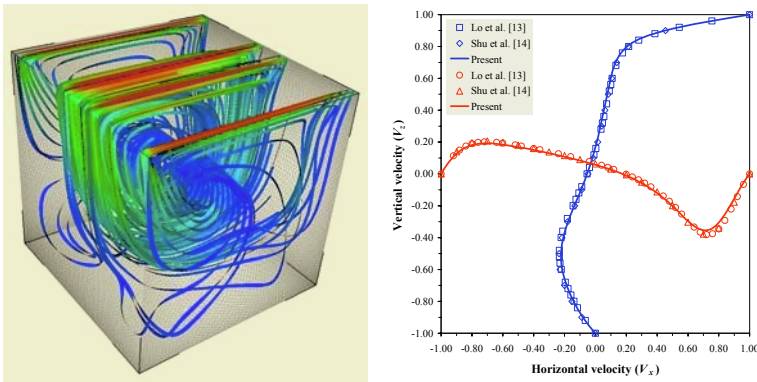 1.00
0.80
0.60
0.40
0.20
0.00
-0.20
-0.40
-0.60
-0.80
-1.00
Vertical velocity (Vz)
Lo et al. [13]
Shu et al. [14]
Present
Lo et al. [13]
Shu et al. [14]
Present
-1.00 -0.80 -0.60 -0.40 -0.20 0.00 0.20 0.40 0.60 0.80 1.00
Horizontal velocity (Vx)